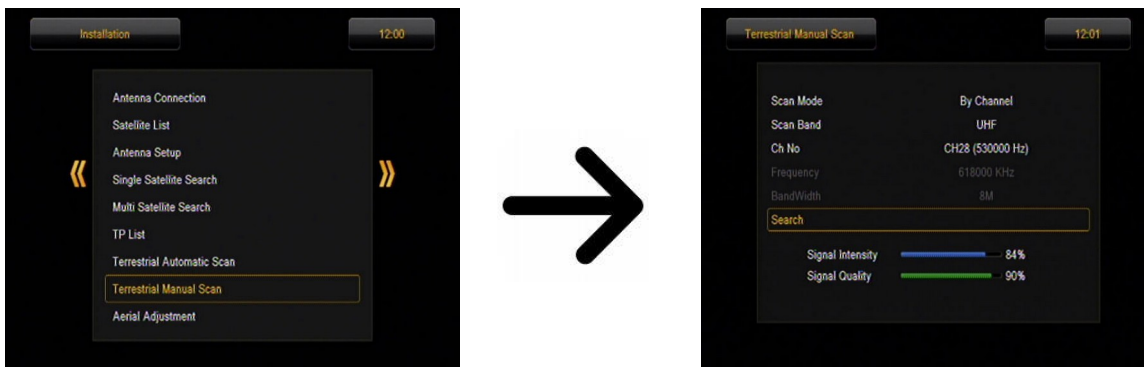 Installation
12:00
Antenna Connection
Satellite List
Antenna Setup
Single Satellite Search
Multi Satellite Search
TP List
Terrestrial Automatic Scan
Terrestrial Manual Scan
Aerial Adjustment
Terrestrial Manual Scan
12:01
Scan Mode By Channel
Scan Band UHF
Ch No CH28 (530000 Hz)
Frequency 618000 KHz
BandWidth 8M
Search
Signal Intensity 84%
Signal Quality 90%